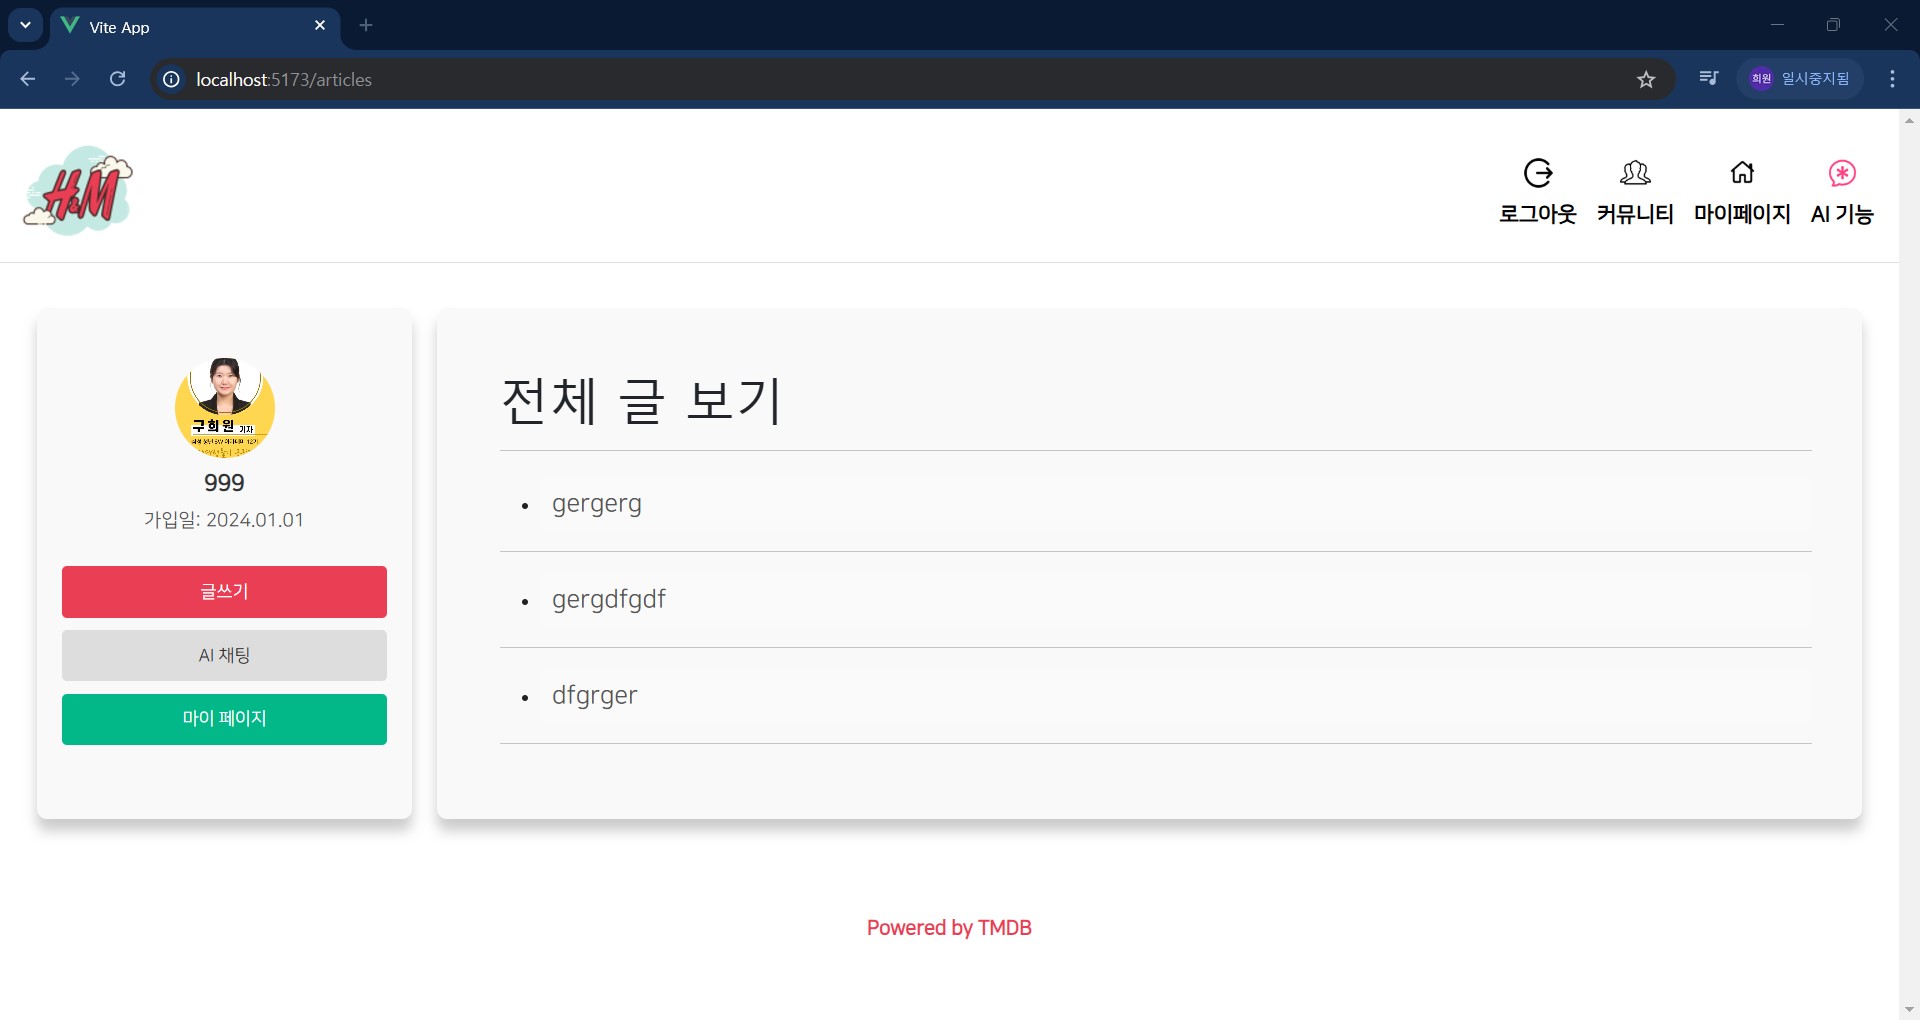 Vite App
localhost:5173/articles
희원 일시중지됨
H&M
로그아웃 커뮤니티 마이페이지 AI 기능
구희원 기자
999
가입일: 2024.01.01
글쓰기
AI 채팅
마이 페이지
전체 글 보기
gergerg
gergdfgdf
dfgrger
Powered by TMDB